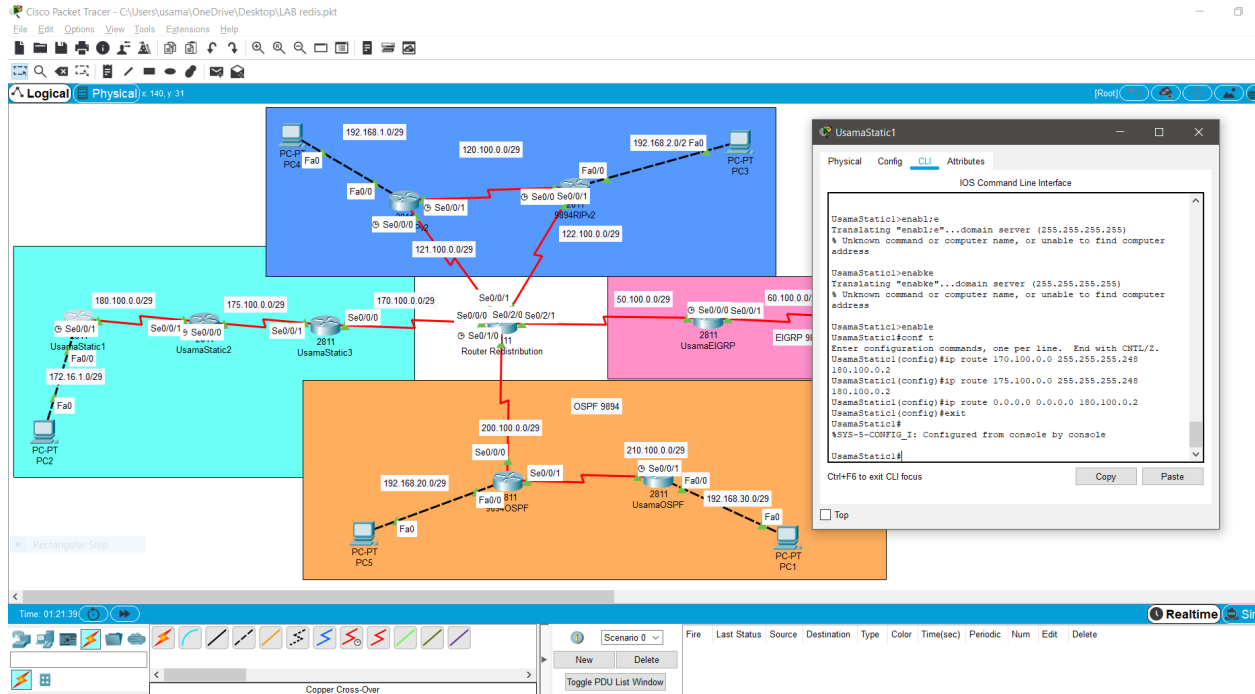 Cisco Packet Tracer - C:\Users\usama\OneDrive\Desktop\LAB redis.pkt
File Edit Options View Tools Extensions Help
Logical Physical x: 140, y: 31 [Root]
192.168.1.0/29
PC4
Fa0
Fa0/0
Se0/0/1
Se0/0/0
120.100.0.0/29
192.168.2.0/2 Fa0
PC-PT
PC3
Fa0/0
Se0/0 Se0/0/1
9894RIPv2
121.100.0.0/29
122.100.0.0/29
180.100.0.0/29
175.100.0.0/29
170.100.0.0/29
Se0/0/1
UsamaStatic1
Fa0/0
172.16.1.0/29
Fa0
PC-PT
PC2
Se0/0/1
Se0/0/0
UsamaStatic2
Se0/0/1
Se0/0/0
2811
UsamaStatic3
Se0/0/1
Se0/0/0 Se0/2/0 Se0/2/1
Se0/1/0
Router Redistribution
50.100.0.0/29
60.100.0.0/
Se0/0/0 Se0/0/1
2811
UsamaEIGRP
OSPF 9894
200.100.0.0/29
Se0/0/0
Se0/0/1
192.168.20.0/29
Fa0/0
Fa0
PC-PT
PC5
210.100.0.0/29
Se0/0/1
Fa0/0
2811
UsamaOSPF
192.168.30.0/29
Fa0
PC-PT
PC1
UsamaStatic1
Physical Config CLI Attributes
IOS Command Line Interface
UsamaStatic1>enabl;e
Translating "enabl;e"...domain server (255.255.255.255)
% Unknown command or computer name, or unable to find computer
address
UsamaStatic1>enabke
Translating "enabke"...domain server (255.255.255.255)
% Unknown command or computer name, or unable to find computer
address
UsamaStatic1>enable
UsamaStatic1#conf t
Enter configuration commands, one per line. End with CNTL/Z.
UsamaStatic1(config)#ip route 170.100.0.0 255.255.255.248
180.100.0.2
UsamaStatic1(config)#ip route 175.100.0.0 255.255.255.248
180.100.0.2
UsamaStatic1(config)#ip route 0.0.0.0 0.0.0.0 180.100.0.2
UsamaStatic1(config)#exit
UsamaStatic1#
%SYS-5-CONFIG_I: Configured from console by console
UsamaStatic1#
Ctrl+F6 to exit CLI focus
Copy Paste
Top
Rectangular Snip
Time: 01:21:39
Realtime
Scenario 0
New Delete
Toggle PDU List Window
Fire Last Status Source Destination Type Color Time(sec) Periodic Num Edit Delete
Copper Cross-Over